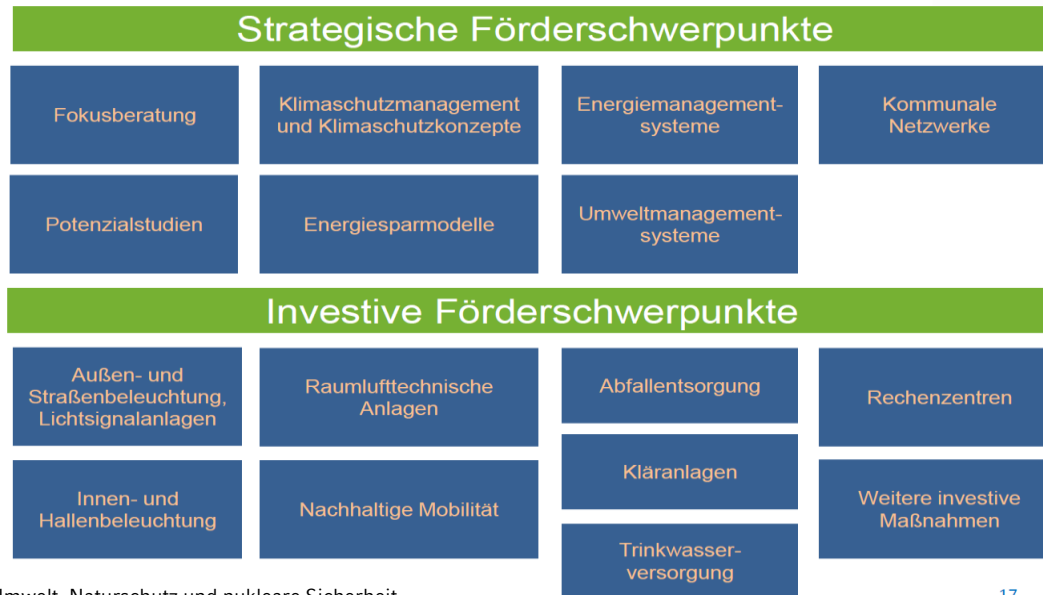 Strategische Förderschwerpunkte
Fokusberatung
Klimaschutzmanagement
und Klimaschutzkonzepte
Energiemanagement-
systeme
Kommunale
Netzwerke
Potenzialstudien
Energiesparmodelle
Umweltmanagement-
systeme
Investive Förderschwerpunkte
Außen- und
Straßenbeleuchtung,
Lichtsignalanlagen
Raumlufttechnische
Anlagen
Abfallentsorgung
Rechenzentren
Innen- und
Hallenbeleuchtung
Nachhaltige Mobilität
Kläranlagen
Weitere investive
Maßnahmen
Trinkwasser-
versorgung
Umwelt, Naturschutz und nukleare Sicherheit
17